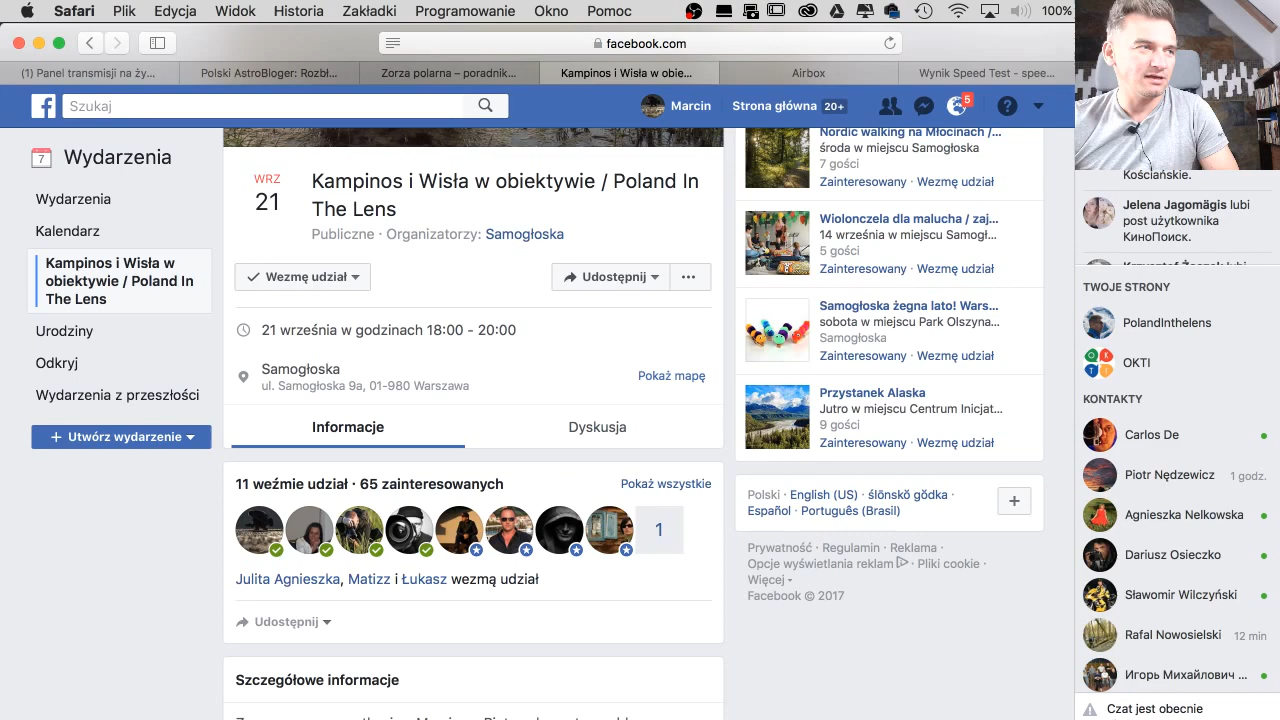 Safari Plik Edycja Widok Historia Zakładki Programowanie Okno Pomoc 100%
facebook.com
(1) Panel transmisji na ży... Polski AstroBloger: Rozbł... Zorza polarna – poradnik... Kampinos i Wisła w obie... Airbox Wynik Speed Test - spee...
Szukaj Marcin Strona główna 20+ 5
7 Wydarzenia
Wydarzenia
Kalendarz
Kampinos i Wisła w
obiektywie / Poland In
The Lens
Urodziny
Odkryj
Wydarzenia z przeszłości
+ Utwórz wydarzenie
WRZ
21
Kampinos i Wisła w obiektywie / Poland In
The Lens
Publiczne · Organizatorzy: Samogłoska
Wezmę udział Udostępnij ...
21 września w godzinach 18:00 - 20:00
Samogłoska
ul. Samogłoska 9a, 01-980 Warszawa
Pokaż mapę
Informacje Dyskusja
11 weźmie udział · 65 zainteresowanych Pokaż wszystkie
1
Julita Agnieszka, Matizz i Łukasz wezmą udział
Udostępnij
Szczegółowe informacje
Nordic walking na Młocinach /...
środa w miejscu Samogłoska
7 gości
Zainteresowany · Wezmę udział
Wiolonczela dla malucha / zaj...
14 września w miejscu Samogł...
5 gości
Zainteresowany · Wezmę udział
Samogłoska żegna lato! Wars...
sobota w miejscu Park Olszyna...
Samogłoska
Zainteresowany · Wezmę udział
Przystanek Alaska
Jutro w miejscu Centrum Inicjat...
9 gości
Zainteresowany · Wezmę udział
Polski · English (US) · ślōnskŏ gŏdka ·
Español · Português (Brasil)
+
Prywatność · Regulamin · Reklama ·
Opcje wyświetlania reklam · Pliki cookie ·
Więcej
Facebook © 2017
Kościańskie.
Jelena Jagomägis lubi
post użytkownika
КиноПоиск.
TWOJE STRONY
PolandInthelens
OKTI
KONTAKTY
Carlos De
Piotr Nędzewicz 1 godz.
Agnieszka Nelkowska
Dariusz Osieczko
Sławomir Wilczyński
Rafal Nowosielski 12 min
Игорь Михайлович ...
Czat jest obecnie